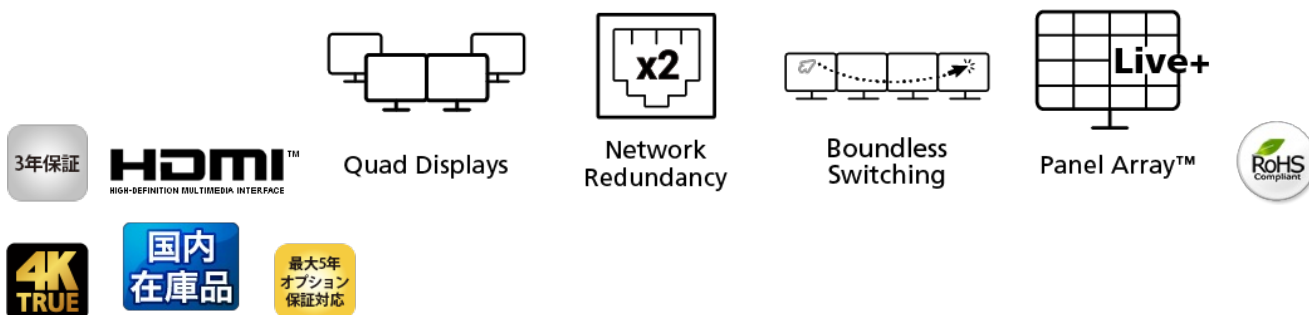 3年保証
HDMI™
HIGH-DEFINITION MULTIMEDIA INTERFACE
Quad Displays
x2
Network
Redundancy
Boundless
Switching
Live+
Panel Array™
RoHS
Compliant
4K
TRUE
国内
在庫品
最大5年
オプション
保証対応